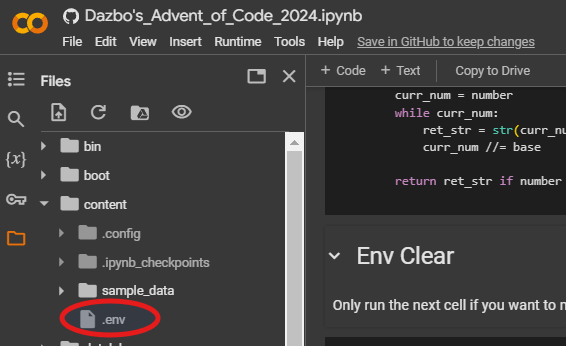 Dazbo's_Advent_of_Code_2024.ipynb
File Edit View Insert Runtime Tools Help Save in GitHub to keep changes
Files
+ Code + Text Copy to Drive
{x}
bin
boot
content
.config
.ipynb_checkpoints
sample_data
.env
curr_num = number
while curr_num:
ret_str = str(curr_nu
curr_num //= base
return ret_str if number
Env Clear
Only run the next cell if you want to